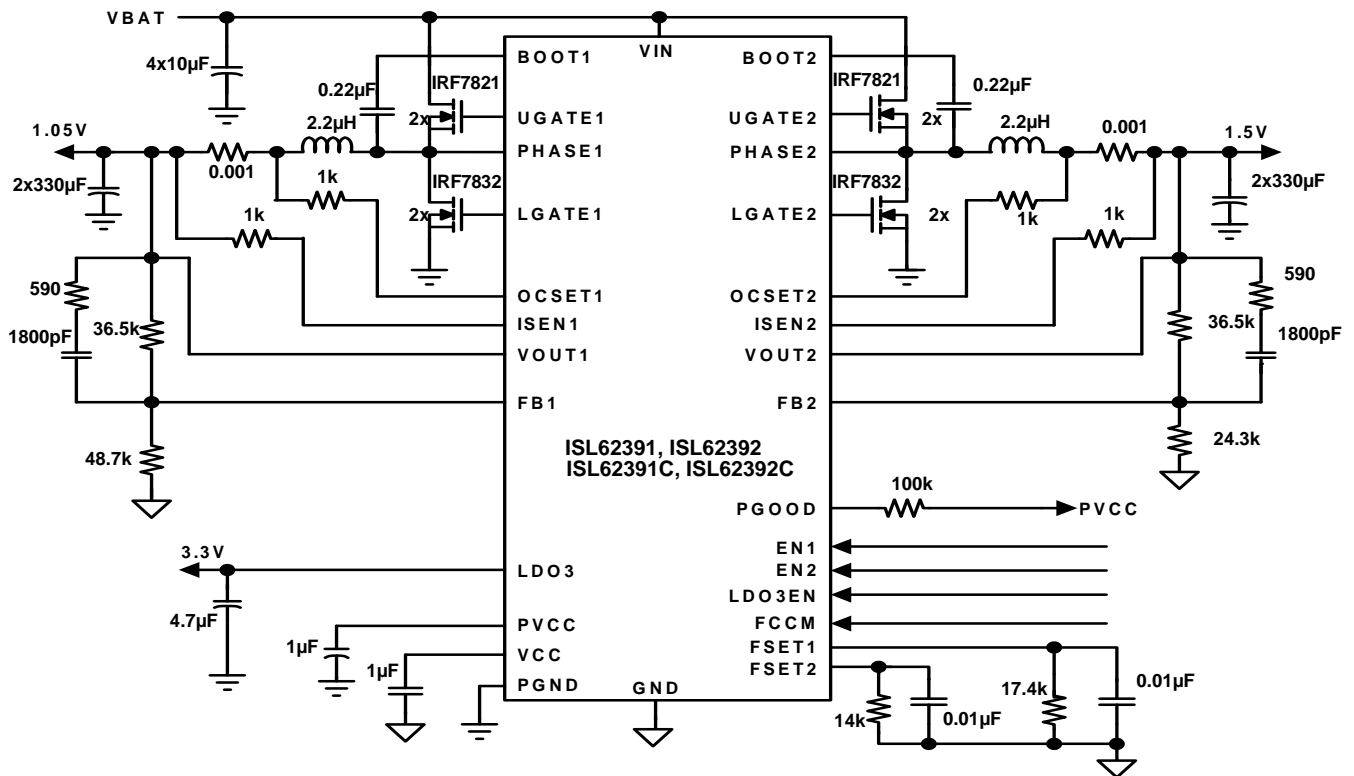 VBAT
VIN
4x10µF
BOOT1
BOOT2
0.22µF
IRF7821
IRF7821
0.22µF
2x
UGATE1
UGATE2
2x
1.05V
2.2µH
PHASE1
PHASE2
2.2µH
0.001
1.5V
0.001
2x330µF
1k
IRF7832
IRF7832
1k
2x330µF
1k
2x
LGATE1
LGATE2
2x
1k
590
OCSET1
OCSET2
590
1800pF
36.5k
ISEN1
ISEN2
36.5k
1800pF
VOUT1
VOUT2
FB1
FB2
48.7k
24.3k
ISL62391, ISL62392
ISL62391C, ISL62392C
100k
PGOOD
PVCC
3.3V
LDO3
EN1
EN2
LDO3EN
FCCM
FSET1
FSET2
4.7µF
1µF
PVCC
1µF
VCC
PGND
GND
14k
0.01µF
17.4k
0.01µF